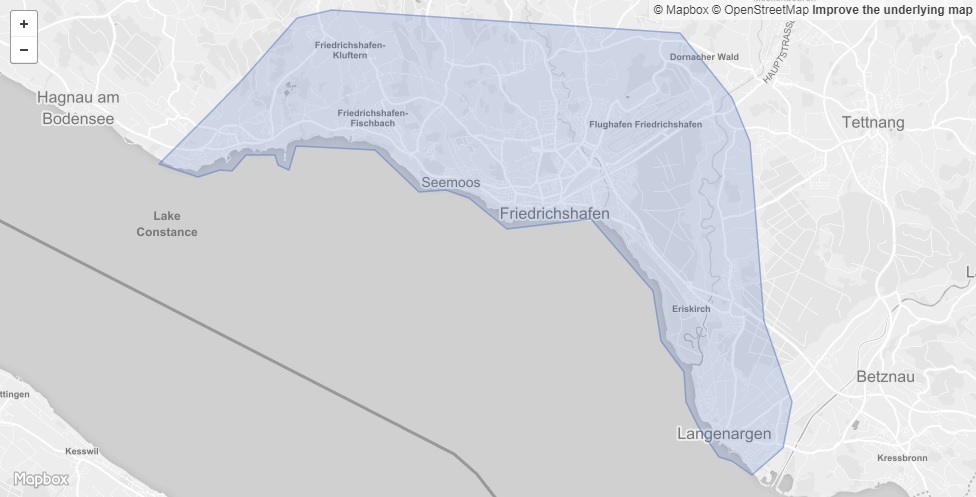 +
−
© Mapbox © OpenStreetMap Improve the underlying map
Friedrichshafen-
Kluftern
Dornacher Wald
HAUPTSTRASSE
Hagnau am
Bodensee
Friedrichshafen-
Fischbach
Flughafen Friedrichshafen
Tettnang
Seemoos
Lake
Constance
Friedrichshafen
Eriskirch
Betznau
ttingen
Langenargen
Kesswil
Kressbronn
Mapbox